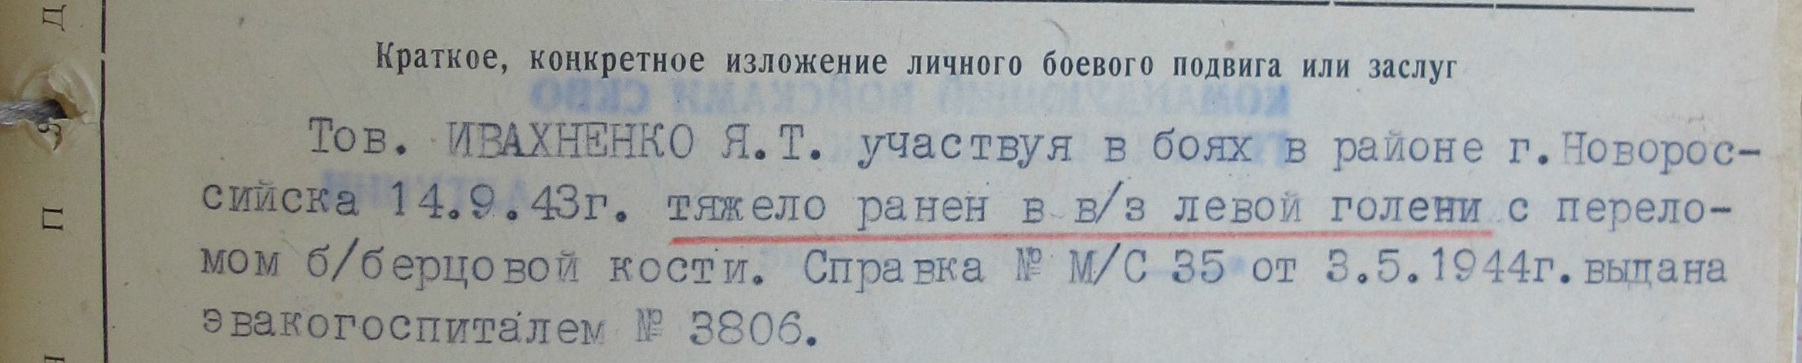 Краткое, конкретное изложение личного боевого подвига или заслуг
Тов. ИВАХНЕНКО Я.Т. участвуя в боях в районе г.Новорос-
сийска 14.9.43г. тяжело ранен в в/з левой голени с перело-
мом б/берцовой кости. Справка № М/С 35 от 3.5.1944г.выдана
эвакогоспиталем № 3806.